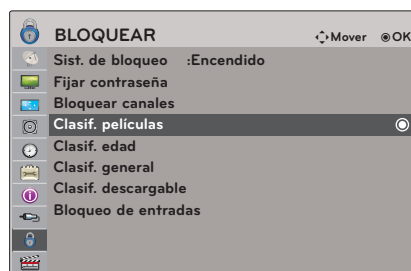 BLOQUEAR Mover OK
Sist. de bloqueo :Encendido
Fijar contraseña
Bloquear canales
Clasif. películas
Clasif. edad
Clasif. general
Clasif. descargable
Bloqueo de entradas